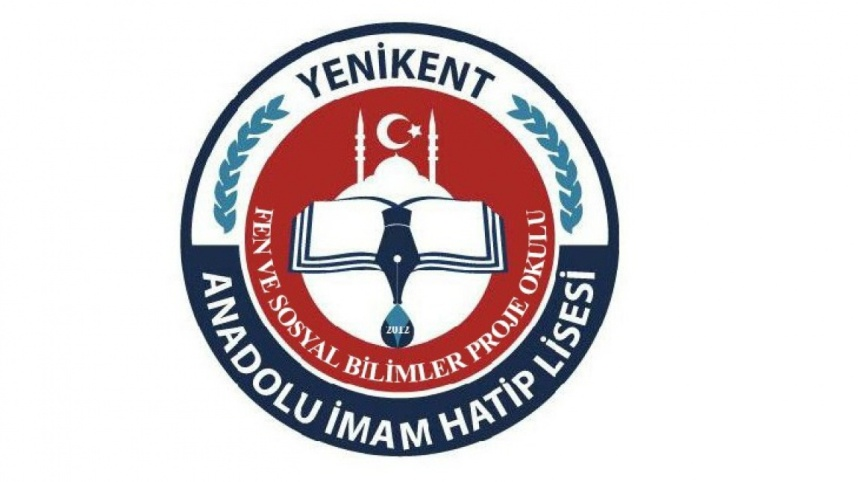 YENİKENT
FEN VE SOSYAL BİLİMLER PROJE OKULU
2012
ANADOLU İMAM HATİP LİSESİ